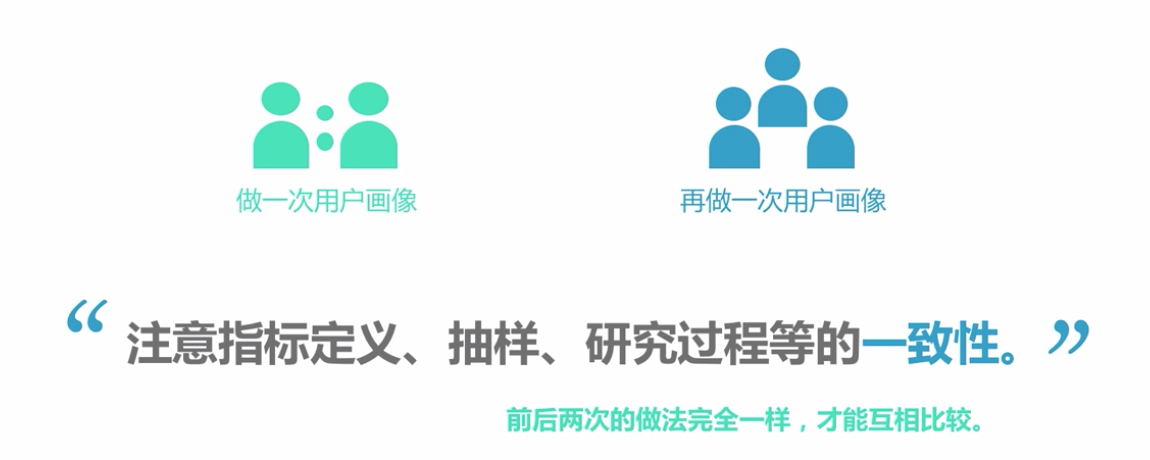 做一次用户画像
再做一次用户画像
“注意指标定义、抽样、研究过程等的一致性。”
前后两次的做法完全一样，才能互相比较。